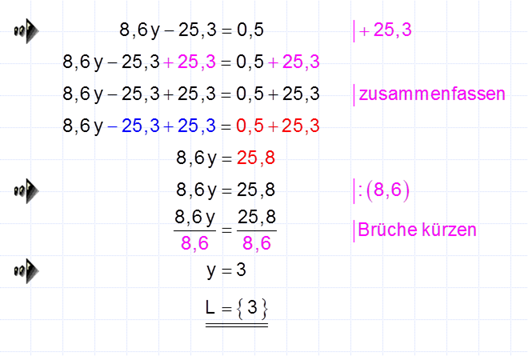 8,6y − 25,3 = 0,5 | + 25,3
8,6y − 25,3 + 25,3 = 0,5 + 25,3
8,6y − 25,3 + 25,3 = 0,5 + 25,3 | zusammenfassen
8,6y − 25,3 + 25,3 = 0,5 + 25,3
8,6y = 25,8
8,6y = 25,8 | : (8,6)
8,6y / 8,6 = 25,8 / 8,6 | Brüche kürzen
y = 3
L = { 3 }